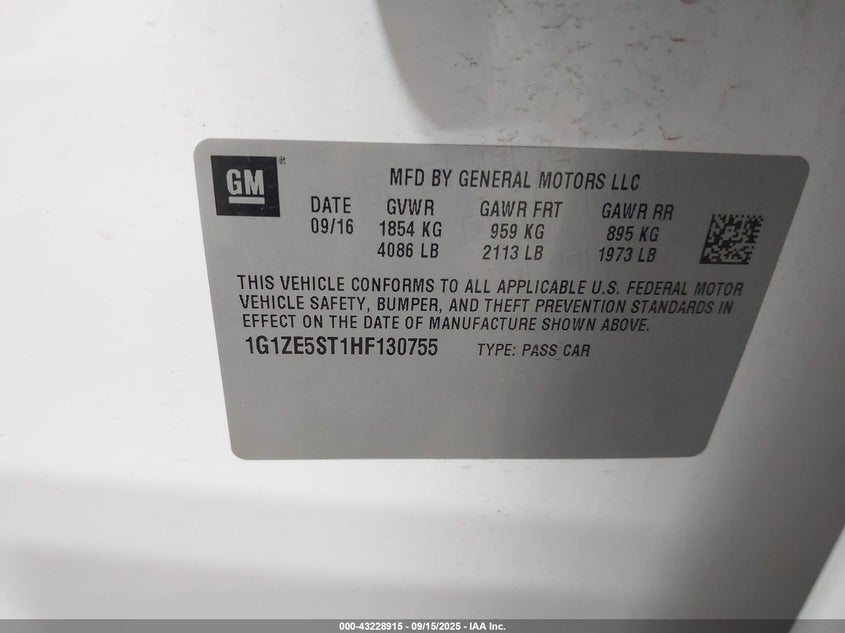 GM®
MFD BY GENERAL MOTORS LLC
DATE GVWR GAWR FRT GAWR RR
09/16 1854 KG 959 KG 895 KG
4086 LB 2113 LB 1973 LB
THIS VEHICLE CONFORMS TO ALL APPLICABLE U.S. FEDERAL MOTOR
VEHICLE SAFETY, BUMPER, AND THEFT PREVENTION STANDARDS IN
EFFECT ON THE DATE OF MANUFACTURE SHOWN ABOVE.
1G1ZE5ST1HF130755 TYPE: PASS CAR
000-43228915 - 09/15/2025 - IAA Inc.